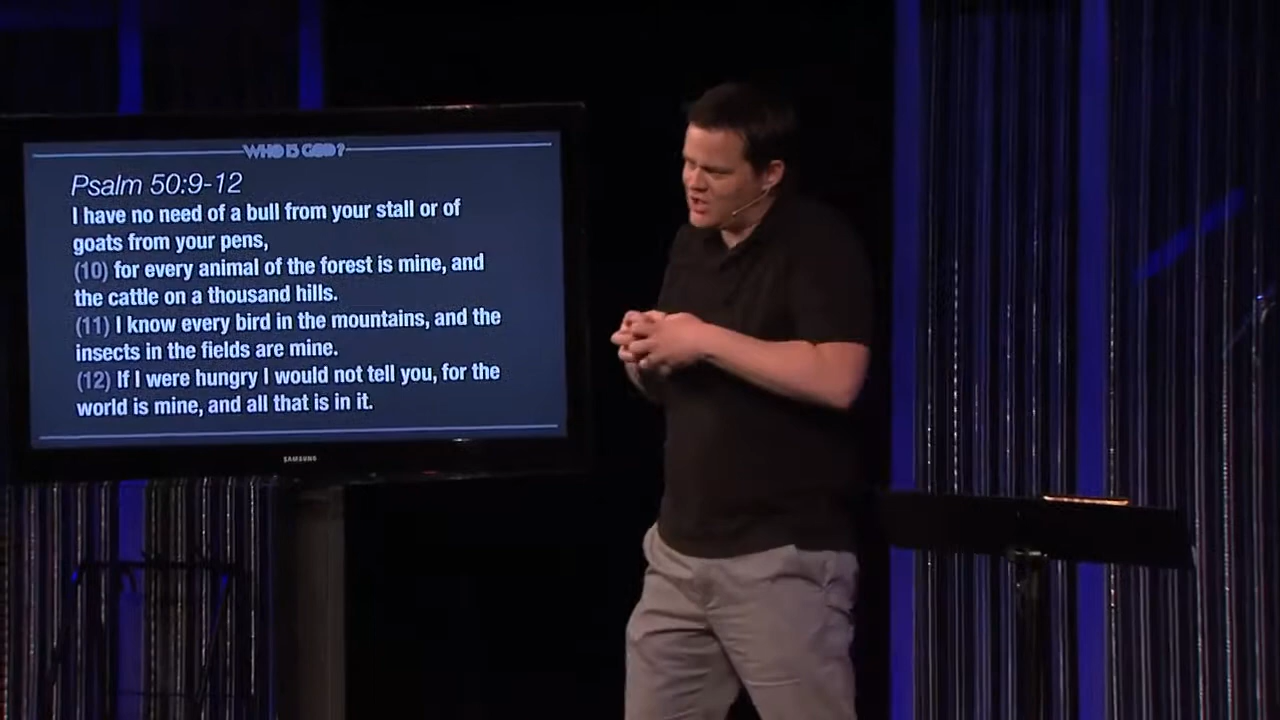 WHO IS GOD?
Psalm 50:9-12
I have no need of a bull from your stall or of
goats from your pens,
(10) for every animal of the forest is mine, and
the cattle on a thousand hills.
(11) I know every bird in the mountains, and the
insects in the fields are mine.
(12) If I were hungry I would not tell you, for the
world is mine, and all that is in it.
SAMSUNG